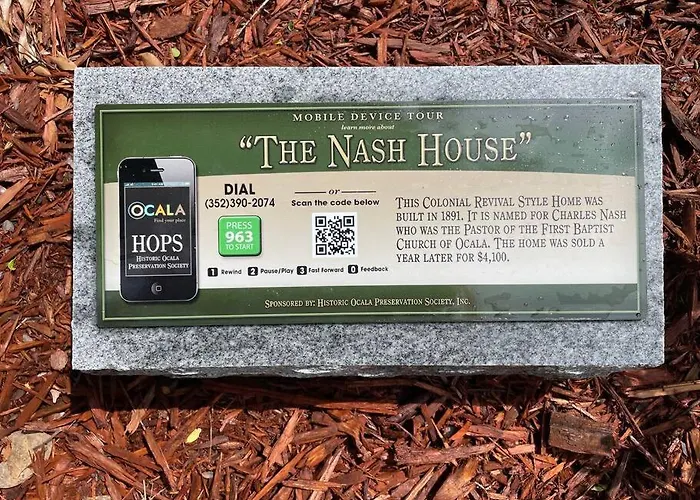 MOBILE DEVICE TOUR
learn more about
"THE NASH HOUSE"
OCALA
Find your place
HOPS
HISTORIC OCALA
PRESERVATION SOCIETY
DIAL
(352)390-2074
PRESS
963
TO START
or
Scan the code below
1 Rewind 2 Pause/Play 3 Fast Forward 0 Feedback
THIS COLONIAL REVIVAL STYLE HOME WAS
BUILT IN 1891. IT IS NAMED FOR CHARLES NASH
WHO WAS THE PASTOR OF THE FIRST BAPTIST
CHURCH OF OCALA. THE HOME WAS SOLD A
YEAR LATER FOR $4,100.
SPONSORED BY: HISTORIC OCALA PRESERVATION SOCIETY, INC.